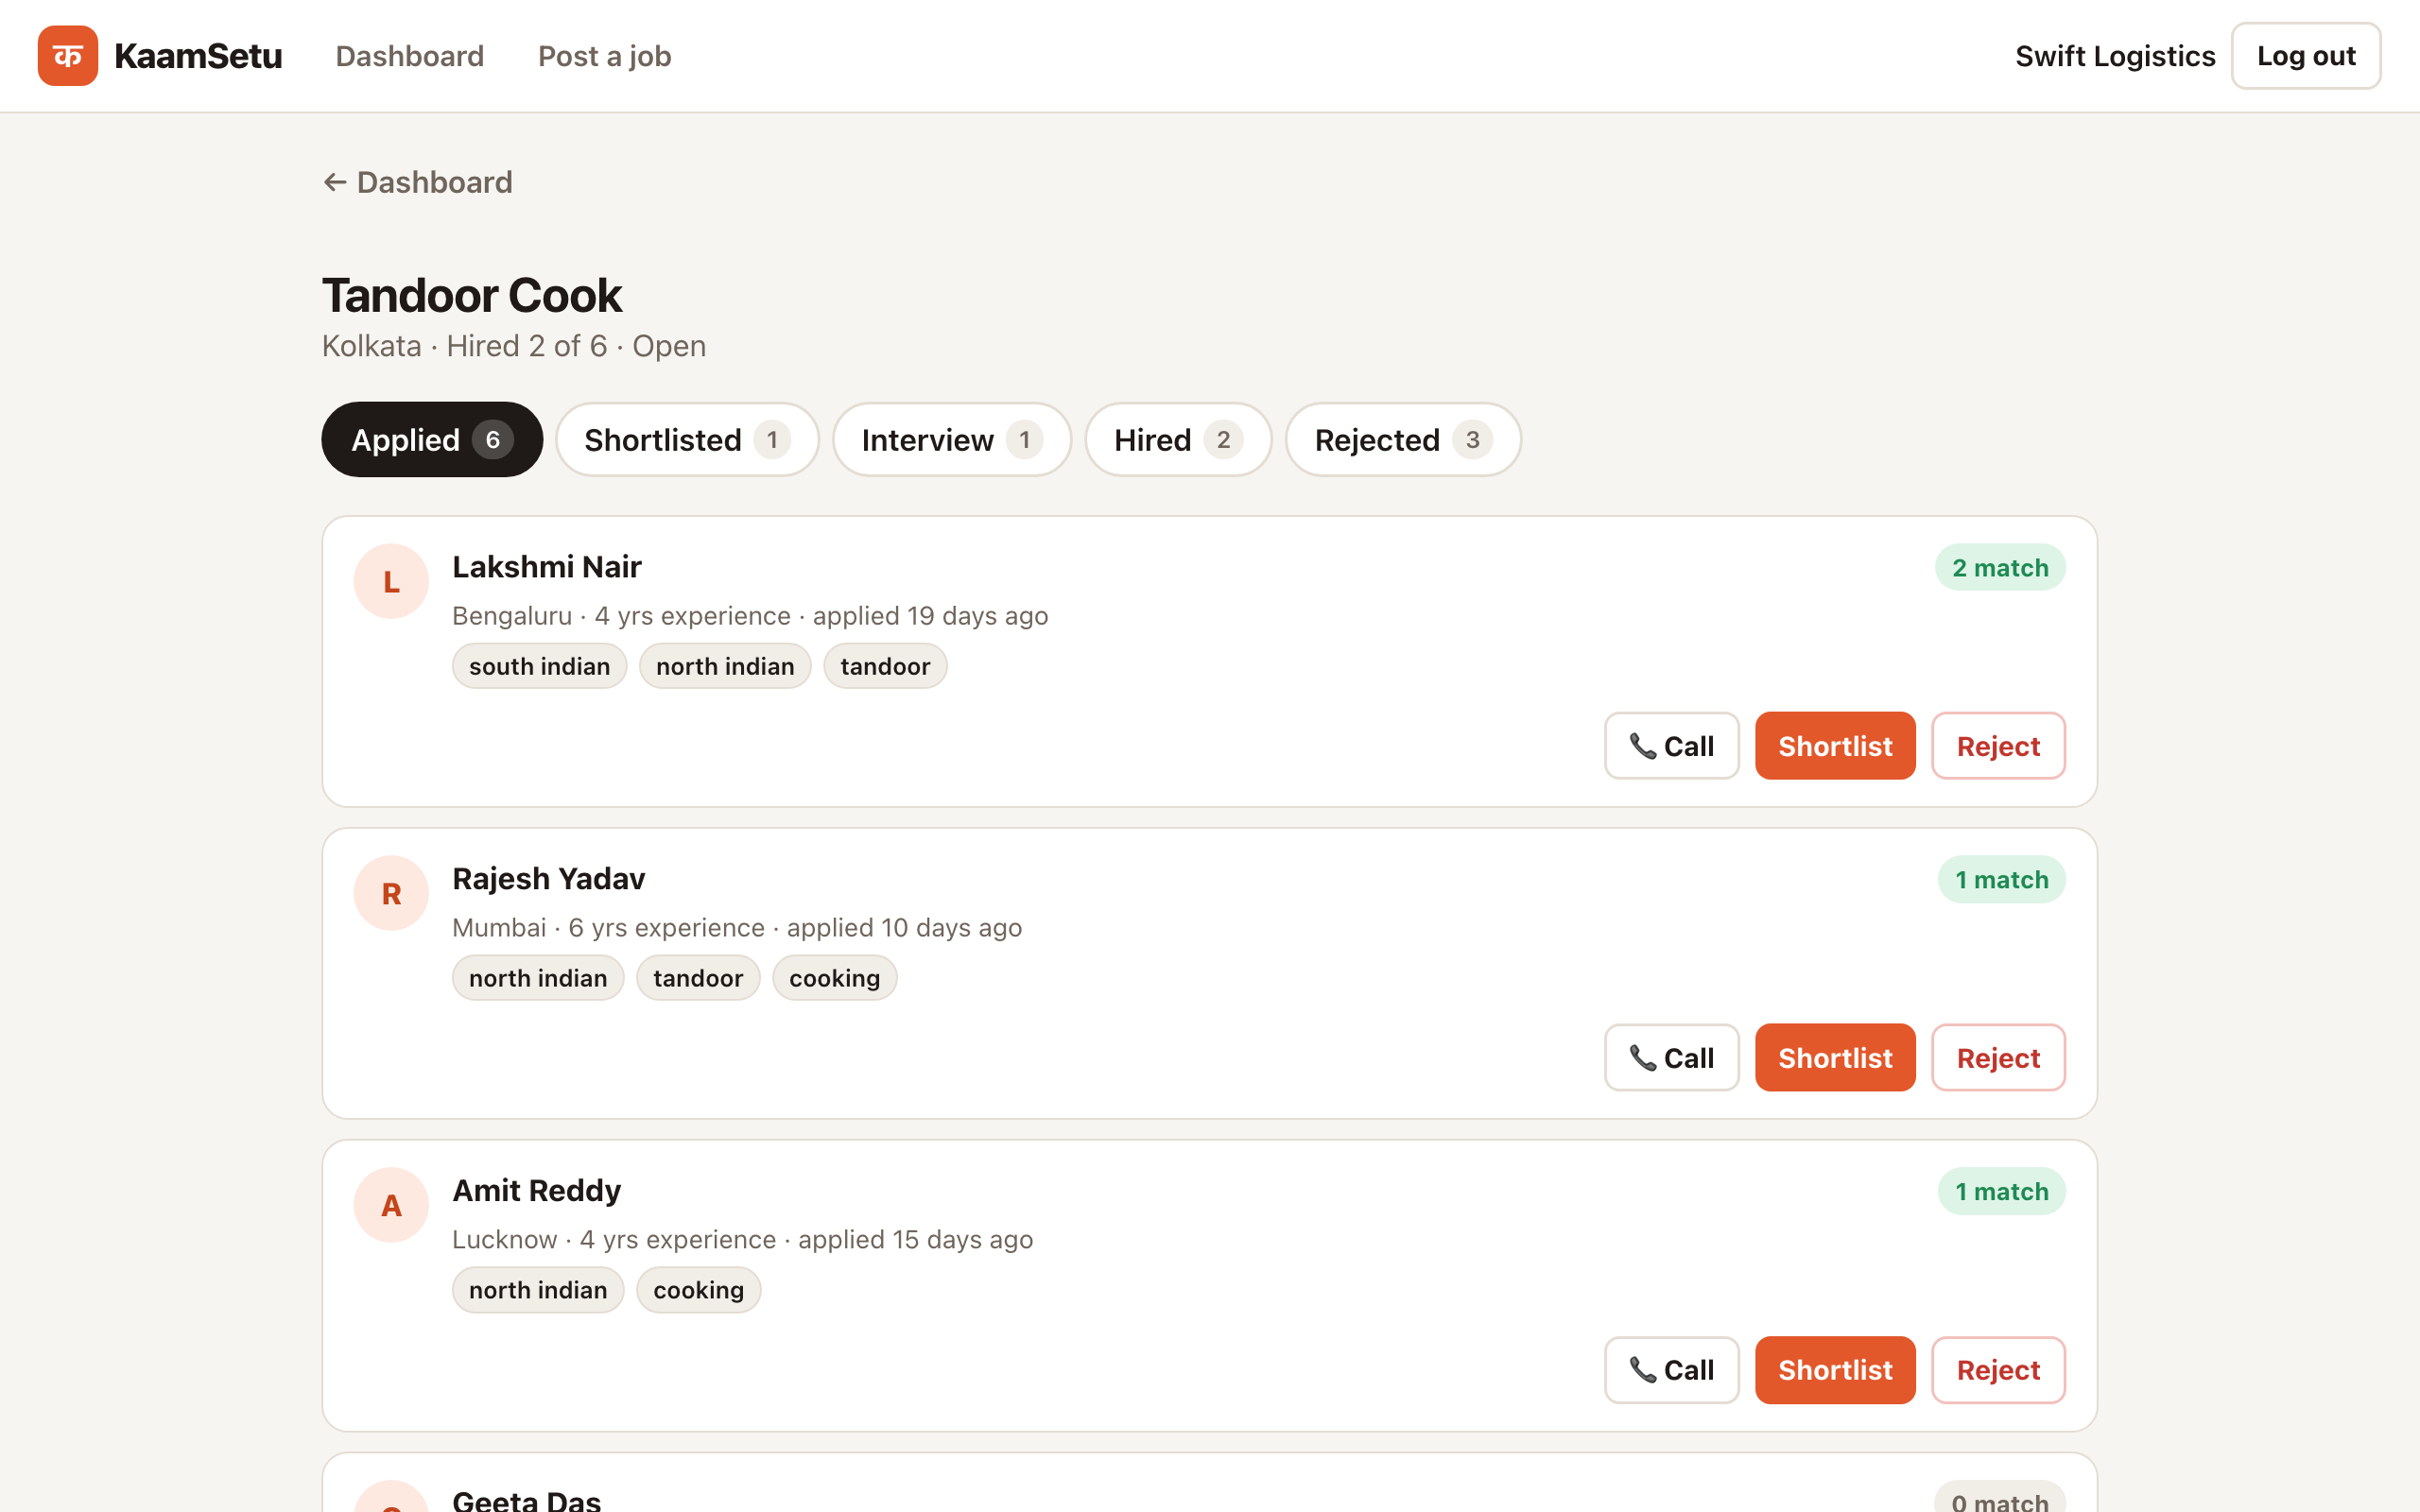 क KaamSetu Dashboard Post a job Swift Logistics Log out
← Dashboard
Tandoor Cook
Kolkata · Hired 2 of 6 · Open
Applied 6 Shortlisted 1 Interview 1 Hired 2 Rejected 3
L Lakshmi Nair 2 match
Bengaluru · 4 yrs experience · applied 19 days ago
south indian north indian tandoor
📞 Call Shortlist Reject
R Rajesh Yadav 1 match
Mumbai · 6 yrs experience · applied 10 days ago
north indian tandoor cooking
📞 Call Shortlist Reject
A Amit Reddy 1 match
Lucknow · 4 yrs experience · applied 15 days ago
north indian cooking
📞 Call Shortlist Reject
Geeta Das 0 match